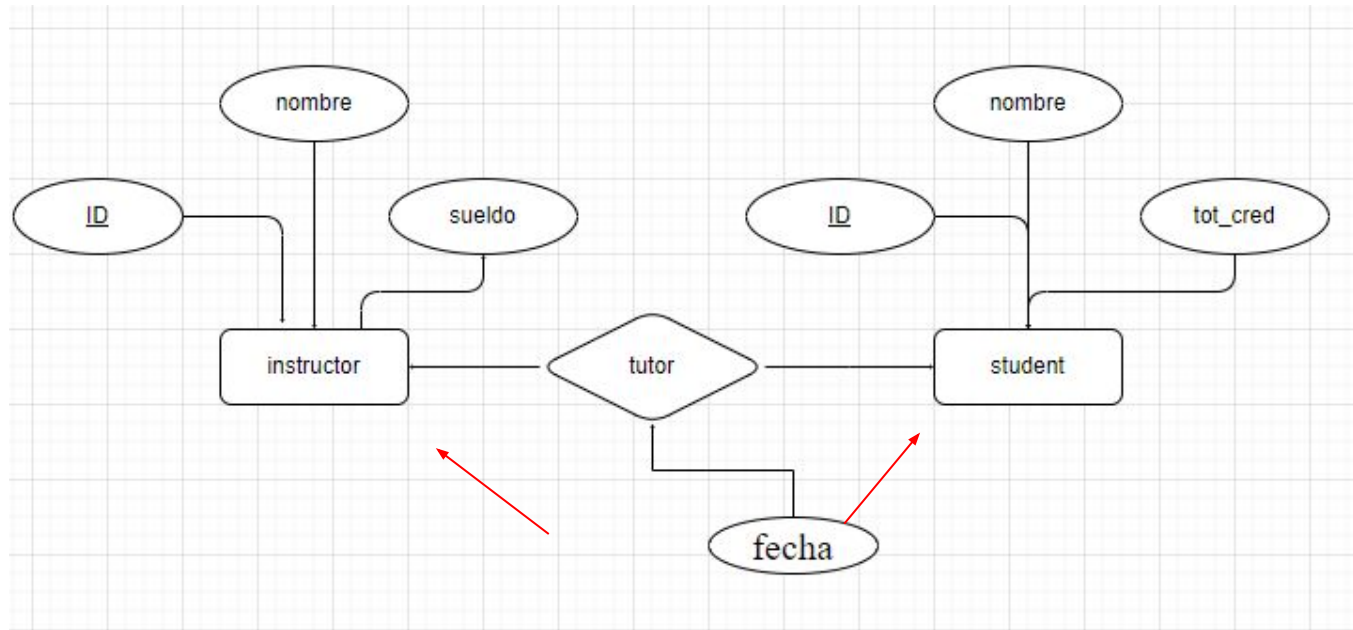 nombre
nombre
ID
sueldo
ID
tot_cred
instructor
tutor
student
fecha